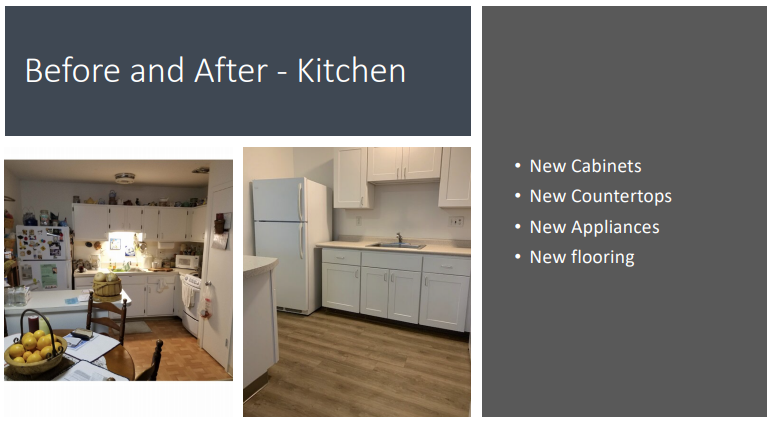 Before and After - Kitchen
• New Cabinets
• New Countertops
• New Appliances
• New flooring